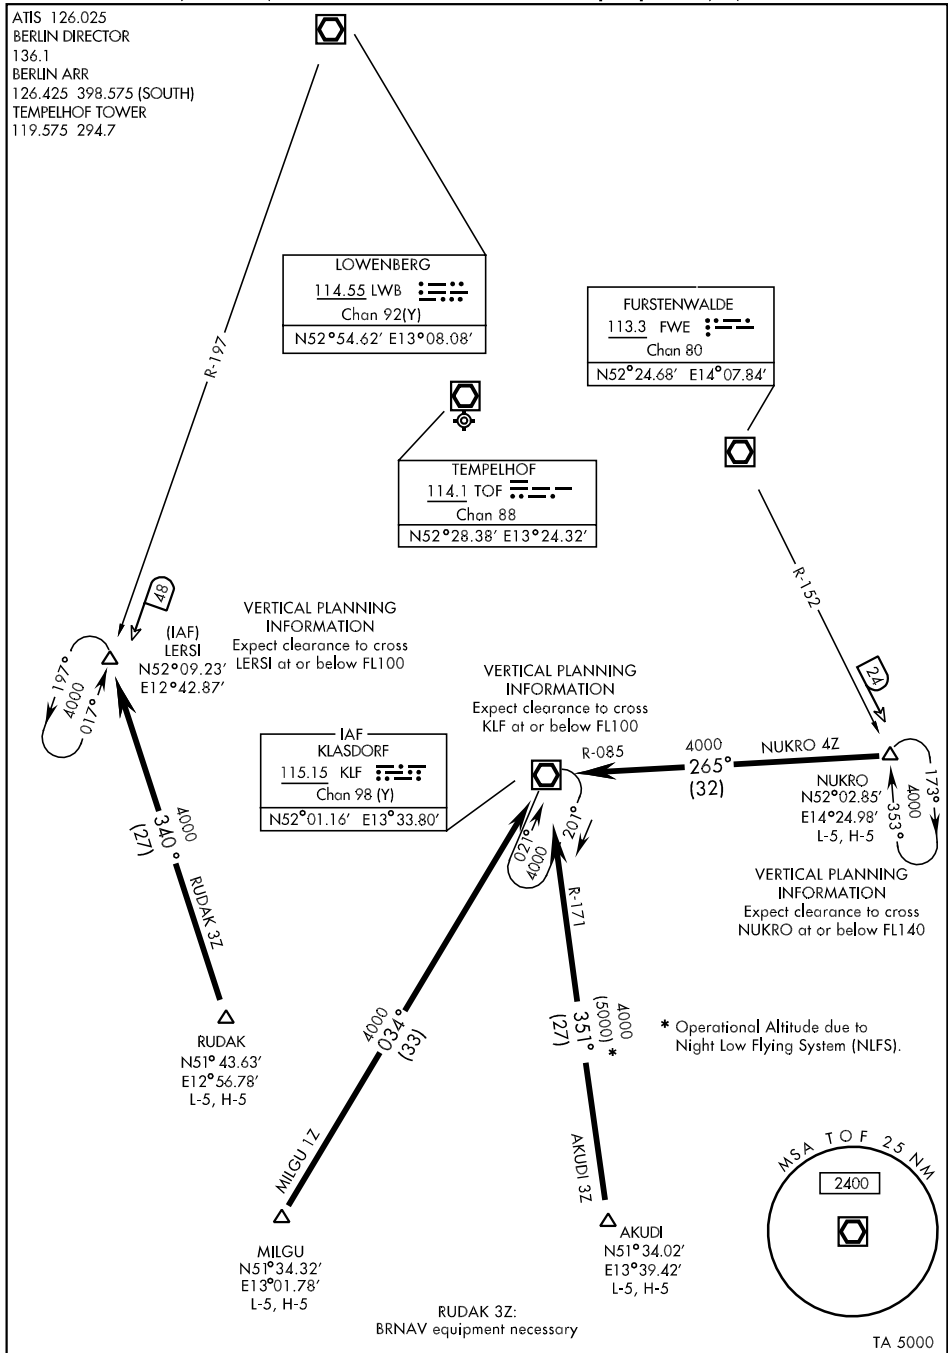 ATIS 126.025
BERLIN DIRECTOR
136.1
BERLIN ARR
126.425 398.575 (SOUTH)
TEMPELHOF TOWER
119.575 294.7
R-197
LOWENBERG
114.55 LWB
Chan 92(Y)
N52°54.62' E13°08.08'
FURSTENWALDE
113.3 FWE
Chan 80
N52°24.68' E14°07.84'
TEMPELHOF
114.1 TOF
Chan 88
N52°28.38' E13°24.32'
R-152
48
(IAF)
LERSI
N52°09.23'
E12°42.87'
VERTICAL PLANNING
INFORMATION
Expect clearance to cross
LERSI at or below FL100
197°
4000
017°
24
VERTICAL PLANNING
INFORMATION
Expect clearance to cross
KLF at or below FL100
IAF
KLASDORF
115.15 KLF
Chan 98 (Y)
N52°01.16' E13°33.80'
R-085
4000
265°
(32)
NUKRO 4Z
NUKRO
N52°02.85'
E14°24.98'
L-5, H-5
173°
4000
353°
021°
4000
201°
VERTICAL PLANNING
INFORMATION
Expect clearance to cross
NUKRO at or below FL140
4000
340°
(27)
RUDAK 3Z
R-171
4000
034°
(33)
4000
(5000) *
351°
(27)
* Operational Altitude due to
Night Low Flying System (NLFS).
RUDAK
N51°43.63'
E12°56.78'
L-5, H-5
MILGU 1Z
AKUDI 3Z
MSA TOF 25 NM
2400
MILGU
N51°34.32'
E13°01.78'
L-5, H-5
AKUDI
N51°34.02'
E13°39.42'
L-5, H-5
RUDAK 3Z:
BRNAV equipment necessary
TA 5000